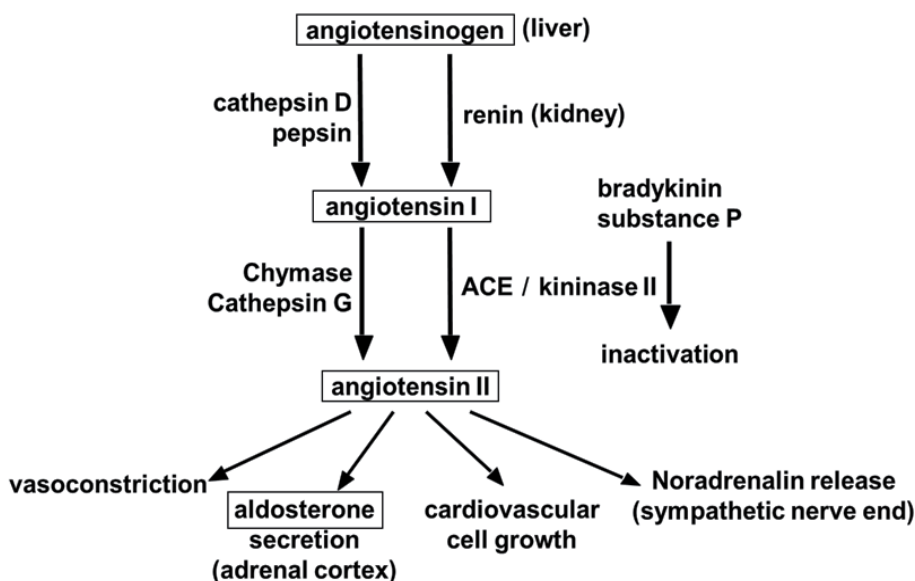 angiotensinogen (liver)
cathepsin D
pepsin
renin (kidney)
angiotensin I
bradykinin
substance P
Chymase
Cathepsin G
ACE / kininase II
inactivation
angiotensin II
vasoconstriction
aldosterone
secretion
(adrenal cortex)
cardiovascular
cell growth
Noradrenalin release
(sympathetic nerve end)